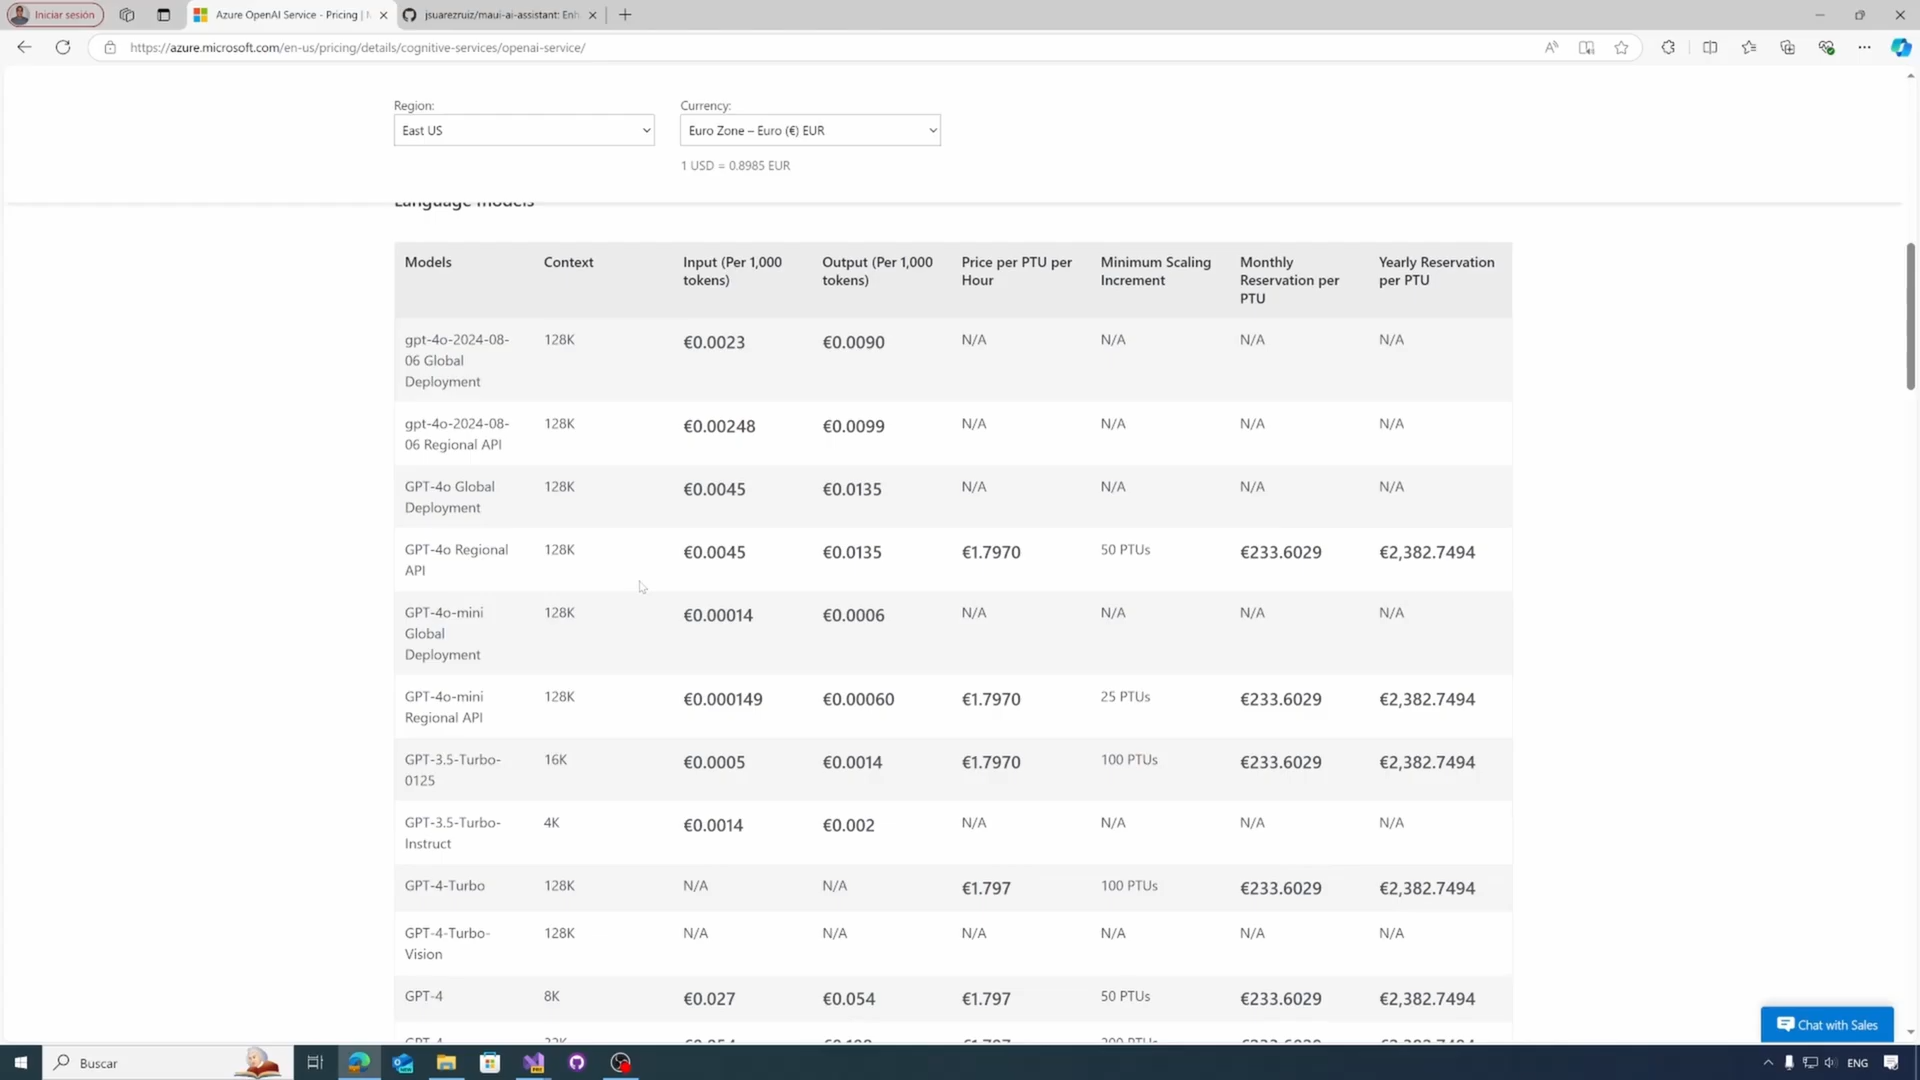 Iniciar sesión
Azure OpenAI Service - Pricing | M
jsuarezruiz/maui-ai-assistant: Enh
https://azure.microsoft.com/en-us/pricing/details/cognitive-services/openai-service/
Region:
Currency:
East US
Euro Zone – Euro (€) EUR
1 USD = 0.8985 EUR
Language models
Models Context Input (Per 1,000 Output (Per 1,000 Price per PTU per Minimum Scaling Monthly Yearly Reservation
tokens) tokens) Hour Increment Reservation per per PTU
PTU
gpt-4o-2024-08- 128K €0.0023 €0.0090 N/A N/A N/A N/A
06 Global
Deployment
gpt-4o-2024-08- 128K €0.00248 €0.0099 N/A N/A N/A N/A
06 Regional API
GPT-4o Global 128K €0.0045 €0.0135 N/A N/A N/A N/A
Deployment
GPT-4o Regional 128K €0.0045 €0.0135 €1.7970 50 PTUs €233.6029 €2,382.7494
API
GPT-4o-mini 128K €0.00014 €0.0006 N/A N/A N/A N/A
Global
Deployment
GPT-4o-mini 128K €0.000149 €0.00060 €1.7970 25 PTUs €233.6029 €2,382.7494
Regional API
GPT-3.5-Turbo- 16K €0.0005 €0.0014 €1.7970 100 PTUs €233.6029 €2,382.7494
0125
GPT-3.5-Turbo- 4K €0.0014 €0.002 N/A N/A N/A N/A
Instruct
GPT-4-Turbo 128K N/A N/A €1.797 100 PTUs €233.6029 €2,382.7494
GPT-4-Turbo- 128K N/A N/A N/A N/A N/A N/A
Vision
GPT-4 8K €0.027 €0.054 €1.797 50 PTUs €233.6029 €2,382.7494
Chat with Sales
Buscar
ENG